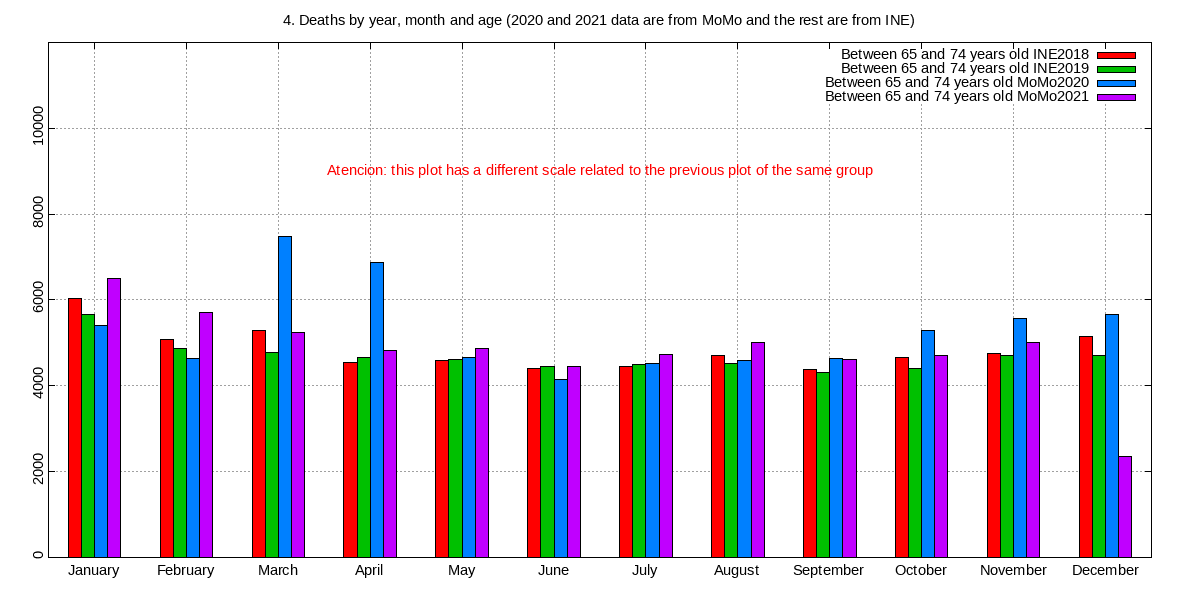 4. Deaths by year, month and age (2020 and 2021 data are from MoMo and the rest are from INE)
Between 65 and 74 years old INE2018
Between 65 and 74 years old INE2019
Between 65 and 74 years old MoMo2020
Between 65 and 74 years old MoMo2021
10000
Atencion: this plot has a different scale related to the previous plot of the same group
8000
6000
4000
2000
0
January February March April May June July August September October November December